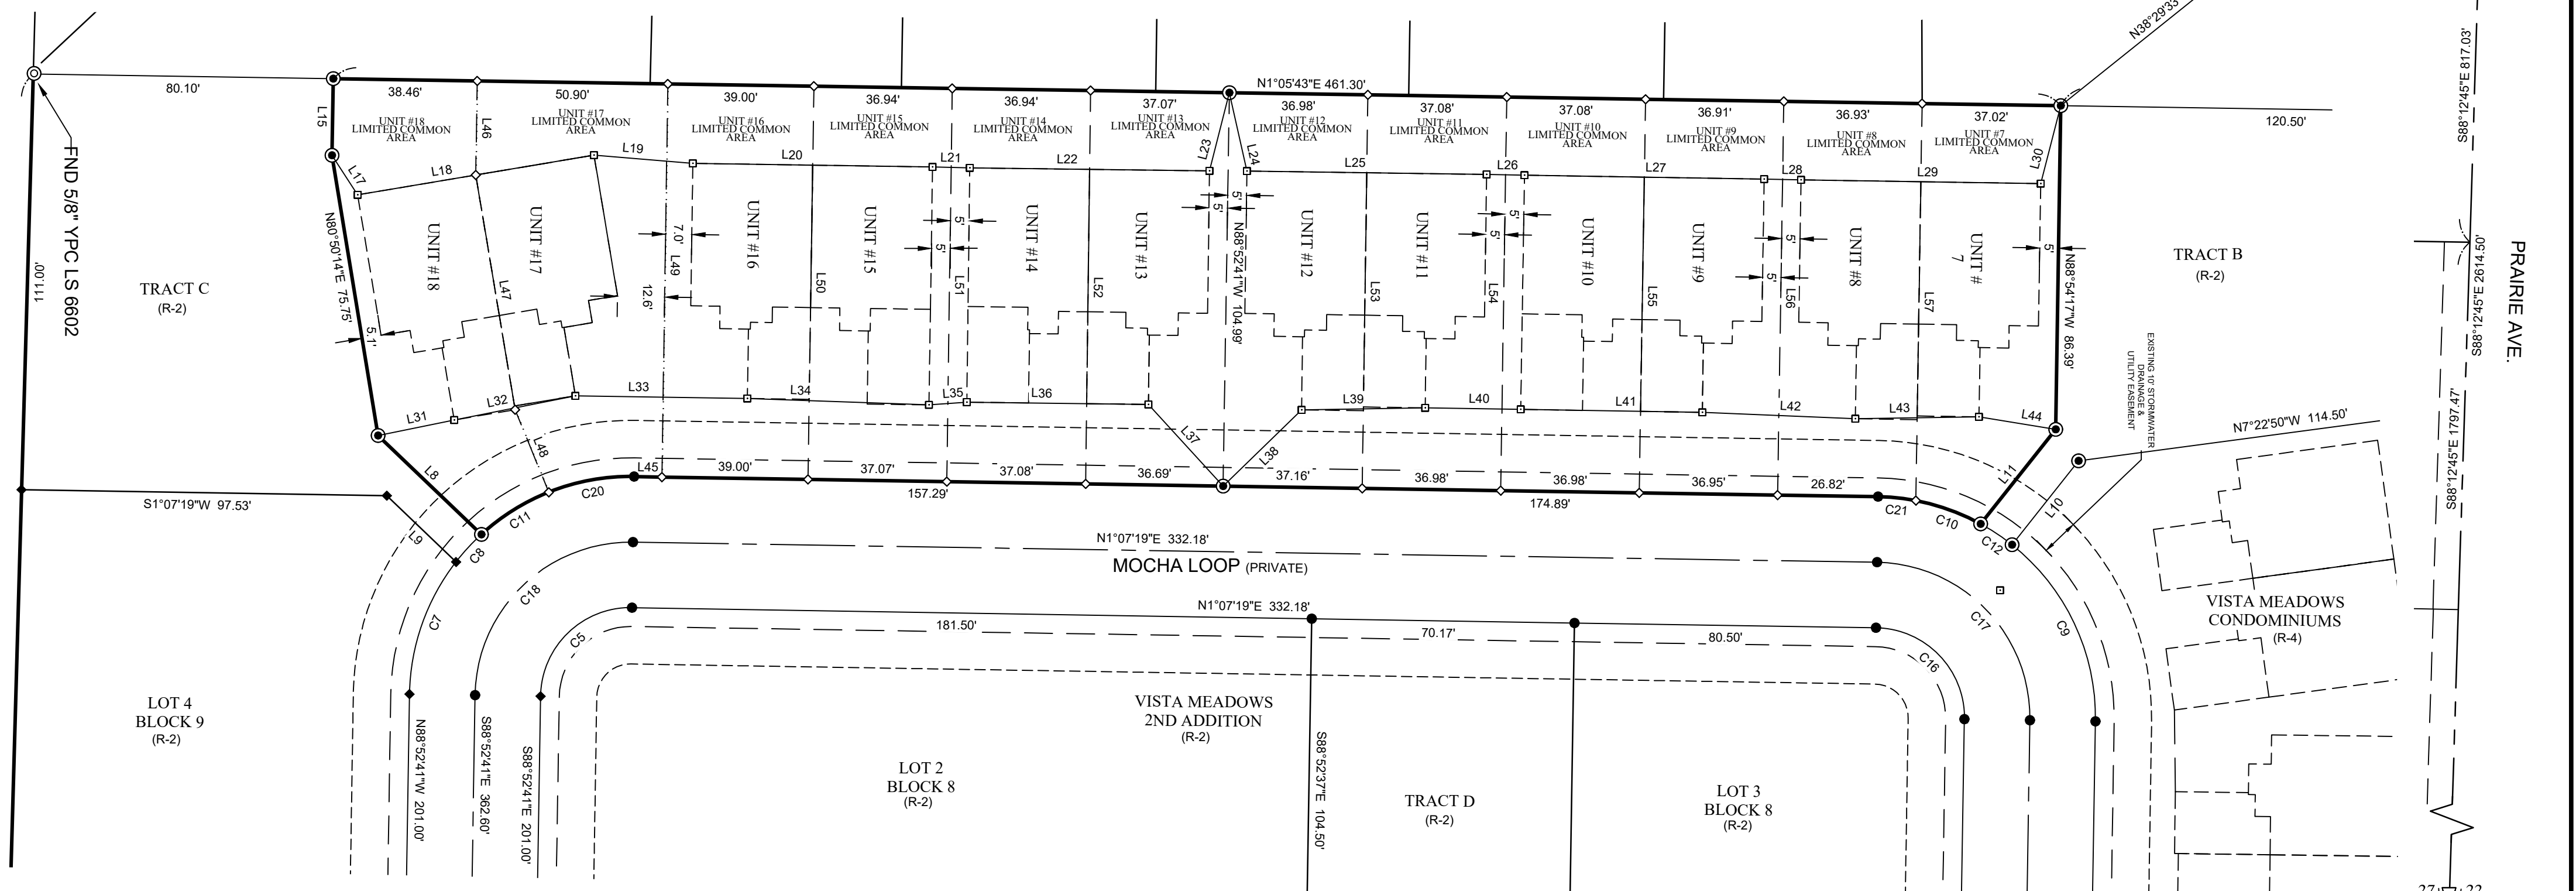 N38°29'33"
S88°12'45"E 817.03'
80.10'
38.46'
50.90'
39.00'
36.94'
36.94'
37.07'
N1°05'43"E 461.30'
36.98'
37.08'
37.08'
36.91'
36.93'
37.02'
120.50'
L15
UNIT #18
LIMITED COMMON
AREA
L46
UNIT #17
LIMITED COMMON
AREA
UNIT #16
LIMITED COMMON
AREA
UNIT #15
LIMITED COMMON
AREA
UNIT #14
LIMITED COMMON
AREA
UNIT #13
LIMITED COMMON
AREA
UNIT #12
LIMITED COMMON
AREA
UNIT #11
LIMITED COMMON
AREA
UNIT #10
LIMITED COMMON
AREA
UNIT #9
LIMITED COMMON
AREA
UNIT #8
LIMITED COMMON
AREA
UNIT #7
LIMITED COMMON
AREA
L17
L18
L19
L20
L21
L22
L23
L24
L25
L26
L27
L28
L29
L30
FND 5/8" YPC LS 6602
111.00'
TRACT C
(R-2)
N80°50'14"E 75.75'
5.1'
UNIT #18
L47
UNIT #17
7.0'
L49
12.6'
UNIT #16
L50
UNIT #15
5'
5'
L51
UNIT #14
L52
UNIT #13
5'
5'
N88°52'41"W 104.99'
UNIT #12
L53
UNIT #11
5'
5'
L54
UNIT #10
L55
UNIT #9
5'
5'
L56
UNIT #8
L57
UNIT #
7
5'
N88°54'17"W 86.39'
TRACT B
(R-2)
S88°12'45"E 2614.50'
PRAIRIE AVE.
EXISTING 10' STORMWATER
DRAINAGE &
UTILITY EASEMENT
S88°12'45"E 1797.47'
L31
L32
L33
L34
L35
L36
L37
L38
L39
L40
L41
L42
L43
L44
N7°22'50"W 114.50'
L8
L48
L45
39.00'
37.07'
37.08'
36.69'
37.16'
36.98'
36.98'
36.95'
26.82'
L11
L10
157.29'
174.89'
S1°07'19"W 97.53'
L9
C8
C11
C20
C21
C10
C12
N1°07'19"E 332.18'
MOCHA LOOP (PRIVATE)
C7
C18
C5
N1°07'19"E 332.18'
181.50'
70.17'
80.50'
C17
C16
C9
VISTA MEADOWS
CONDOMINIUMS
(R-4)
LOT 4
BLOCK 9
(R-2)
N88°52'41"W 201.00'
S88°52'41"E 362.60'
S88°52'41"E 201.00'
VISTA MEADOWS
2ND ADDITION
(R-2)
LOT 2
BLOCK 8
(R-2)
S88°52'37"E 104.50'
TRACT D
(R-2)
LOT 3
BLOCK 8
(R-2)
27
22